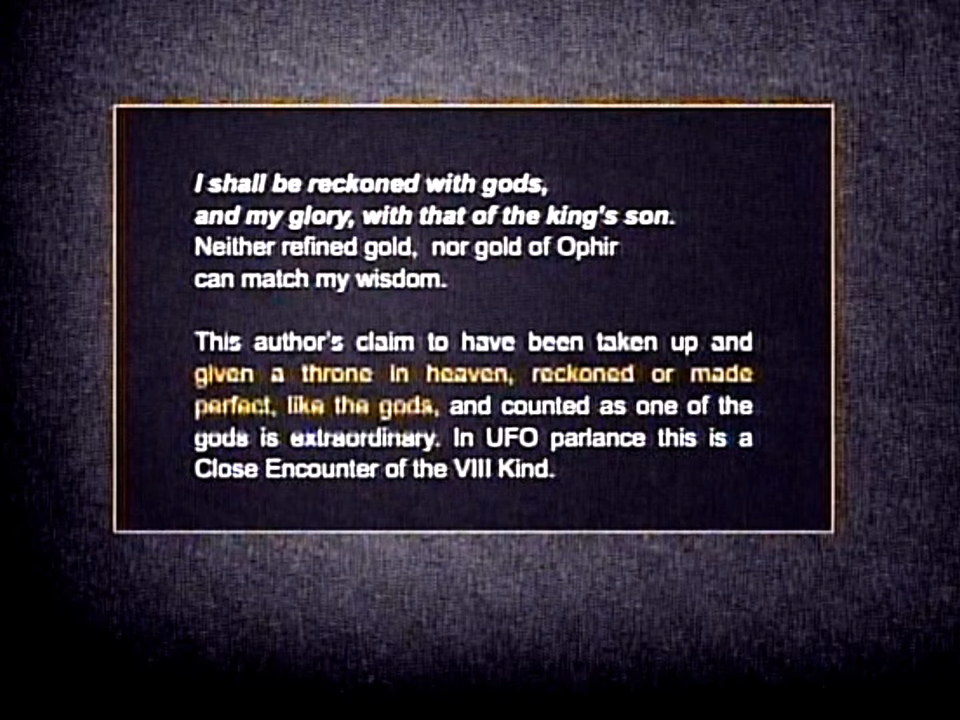 I shall be reckoned with gods,
and my glory, with that of the king's son.
Neither refined gold, nor gold of Ophir
can match my wisdom.
This author's claim to have been taken up and
given a throne in heaven, reckoned or made
perfect, like the gods, and counted as one of the
gods is extraordinary. In UFO parlance this is a
Close Encounter of the VIII Kind.